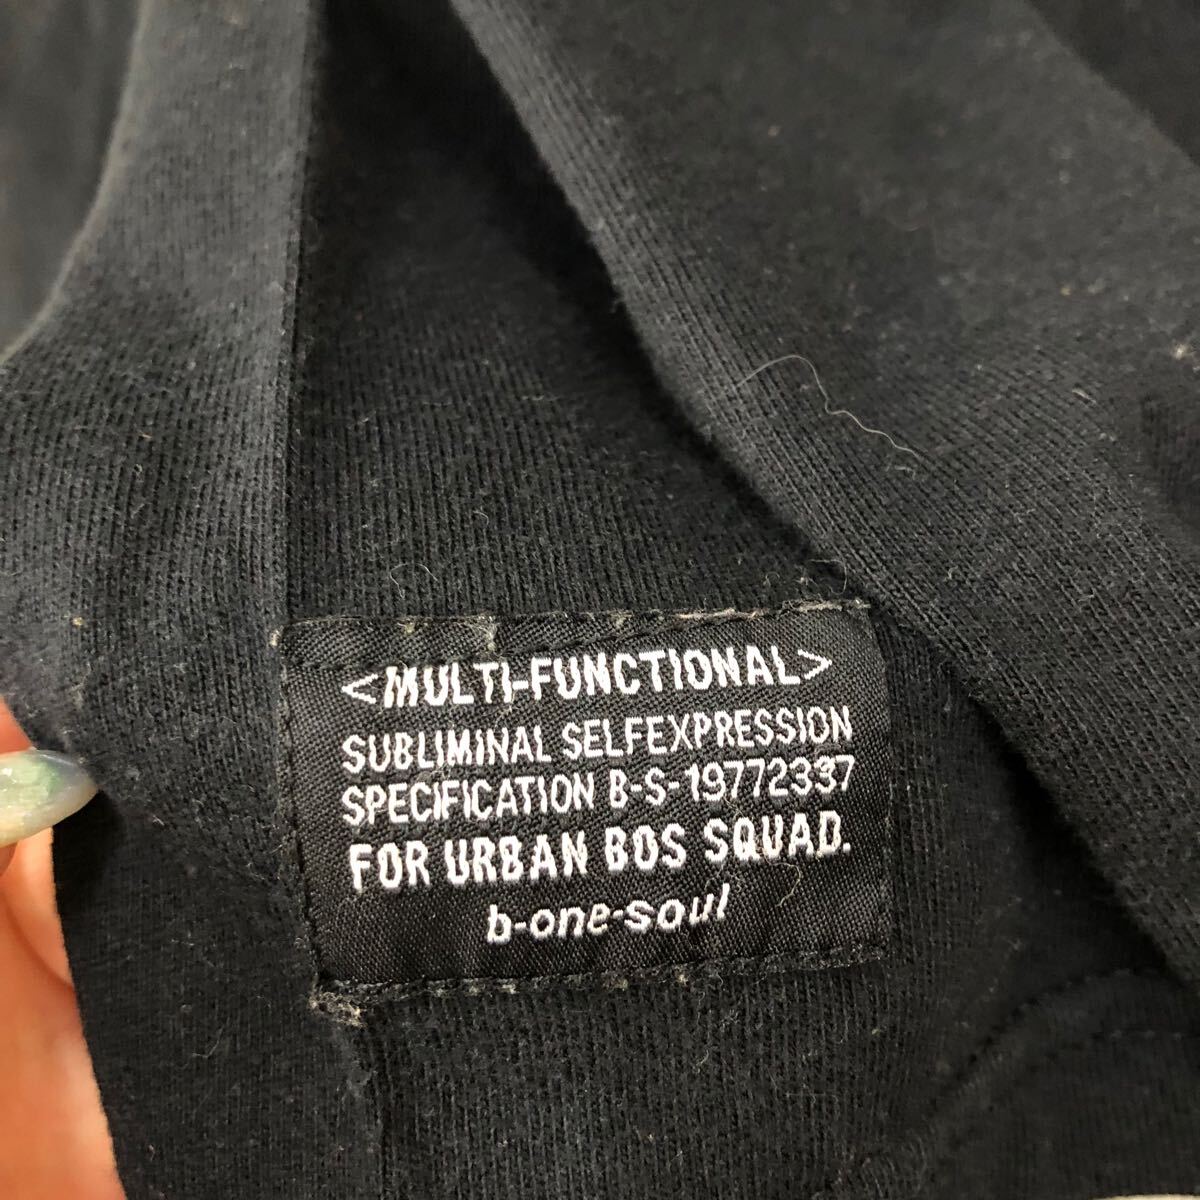 <MULTI-FUNCTIONAL>
SUBLIMINAL SELFEXPRESSION
SPECIFICATION B-S-19772337
FOR URBAN BOS SQUAD.
b-one-soul